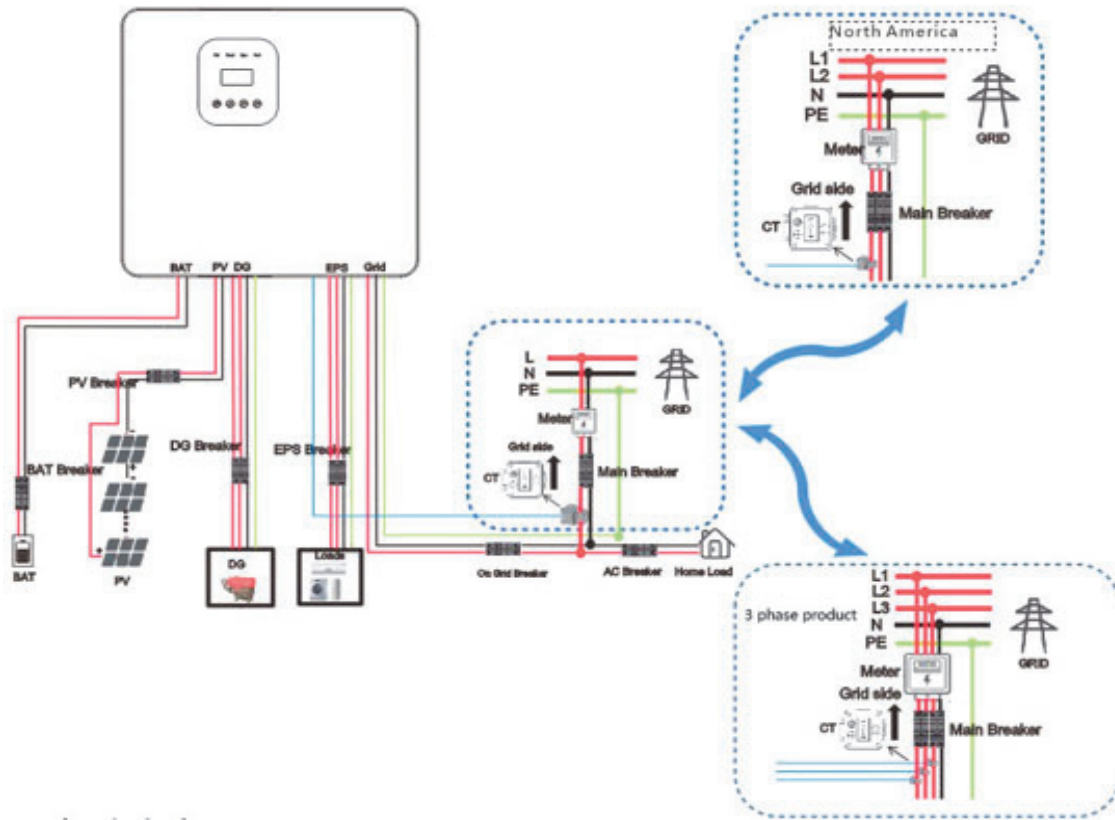 BAT PV DG EPS Grid
PV Breaker
BAT Breaker
DG Breaker
EPS Breaker
BAT
PV
DG
Loads
L
N
PE
GRID
Meter
Grid side
CT
Main Breaker
On Grid Breaker
AC Breaker
Home Load
North America
L1
L2
N
PE
GRID
Meter
Grid side
CT
Main Breaker
3 phase product
L1
L2
L3
N
PE
GRID
Meter
Grid side
CT
Main Breaker